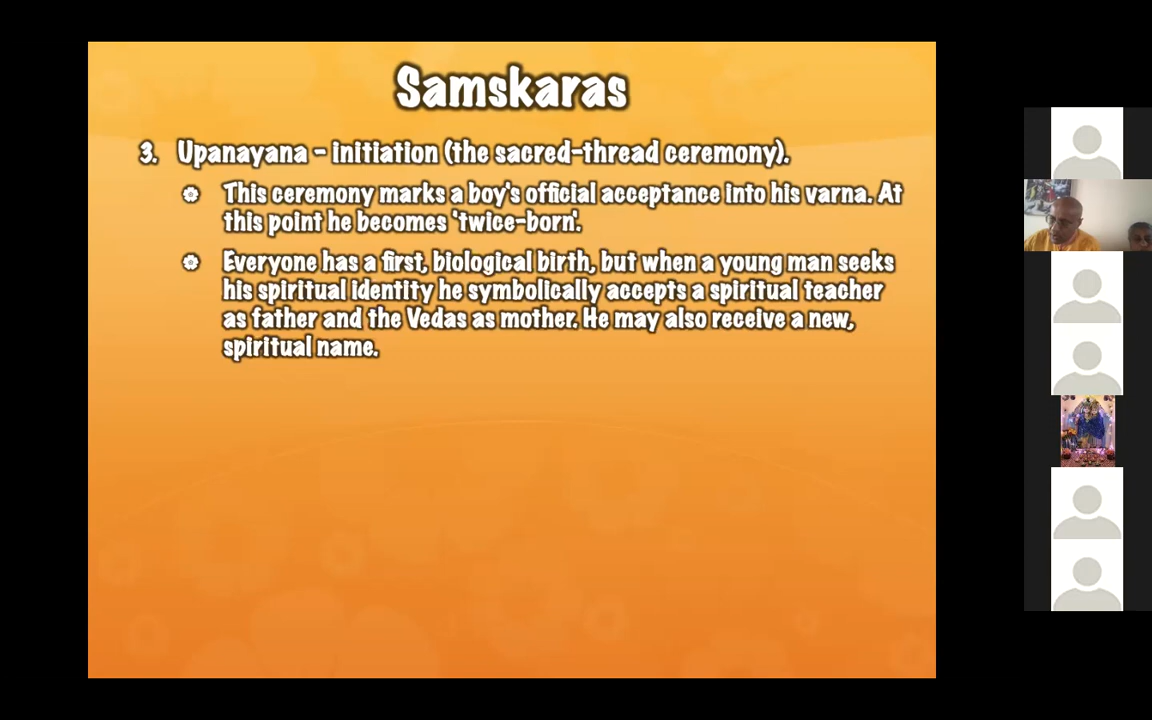 Samskaras
3. Upanayana - initiation (the sacred-thread ceremony).
This ceremony marks a boy's official acceptance into his varna. At
this point he becomes 'twice-born'.
Everyone has a first, biological birth, but when a young man seeks
his spiritual identity he symbolically accepts a spiritual teacher
as father and the Vedas as mother. He may also receive a new,
spiritual name.